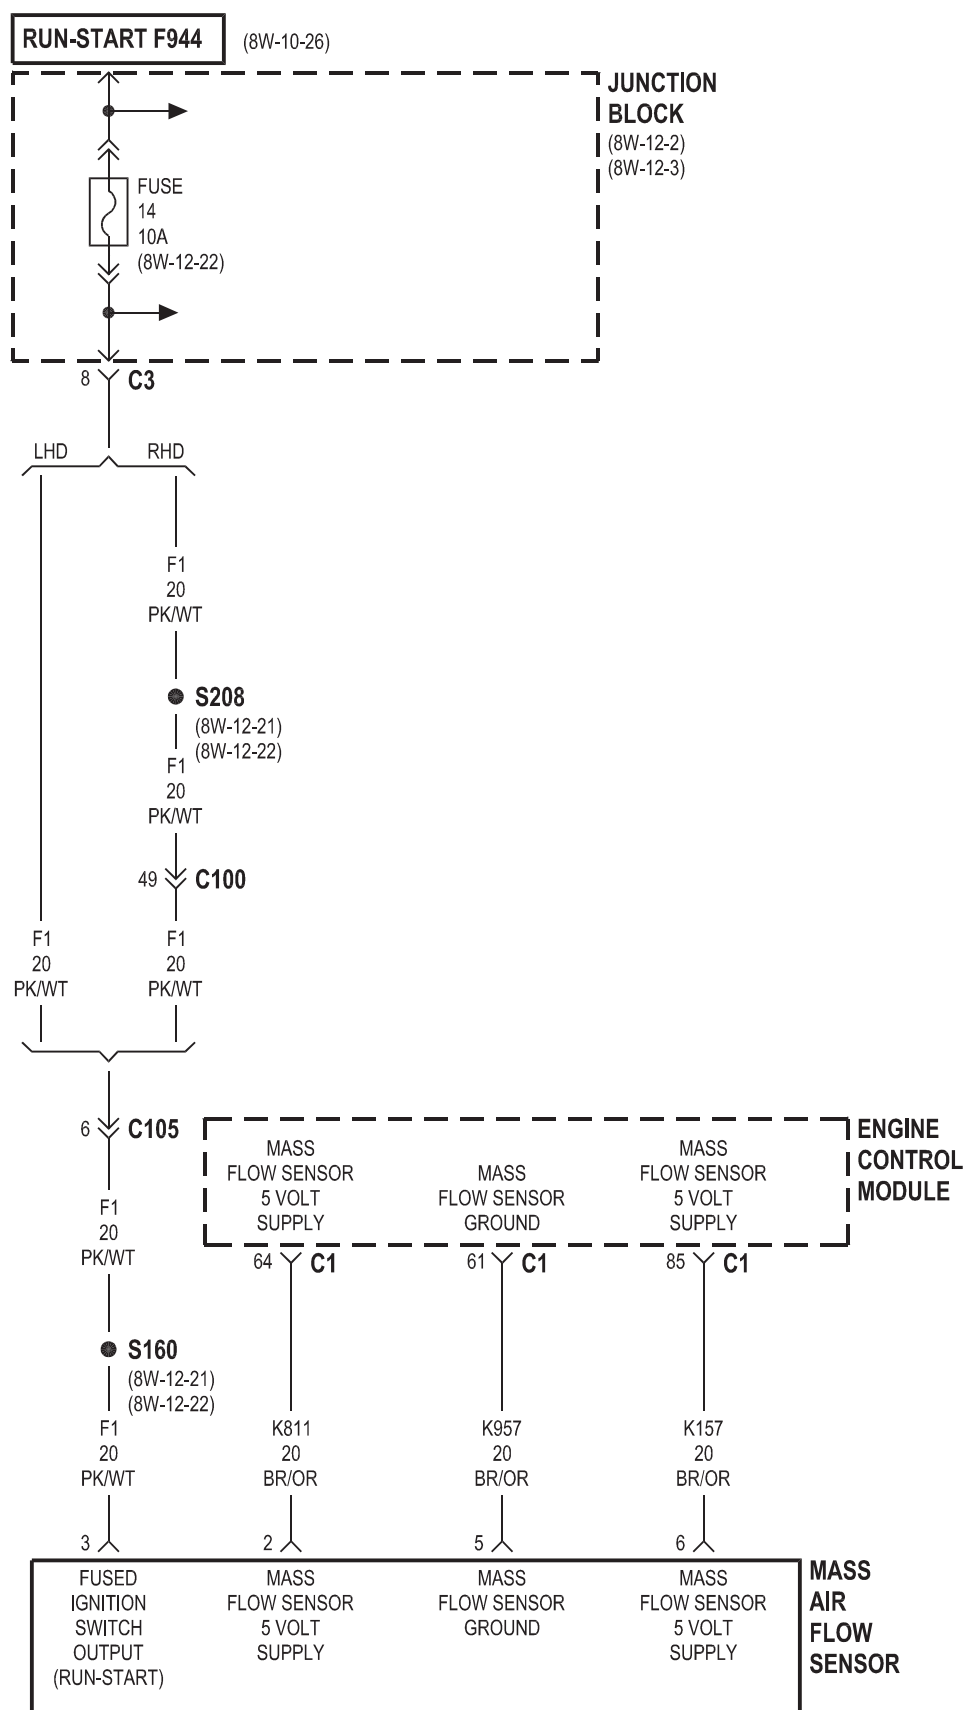 RUN-START F944 (8W-10-26)
JUNCTION
BLOCK
(8W-12-2)
(8W-12-3)
FUSE
14
10A
(8W-12-22)
8 C3
LHD RHD
F1
20
PK/WT
S208
(8W-12-21)
(8W-12-22)
F1
20
PK/WT
49 C100
F1 F1
20 20
PK/WT PK/WT
6 C105
ENGINE
CONTROL
MODULE
MASS
FLOW SENSOR
5 VOLT
SUPPLY
MASS
FLOW SENSOR
GROUND
MASS
FLOW SENSOR
5 VOLT
SUPPLY
F1
20
PK/WT
64 C1 61 C1 85 C1
S160
(8W-12-21)
(8W-12-22)
F1 K811 K957 K157
20 20 20 20
PK/WT BR/OR BR/OR BR/OR
3 2 5 6
FUSED
IGNITION
SWITCH
OUTPUT
(RUN-START)
MASS
FLOW SENSOR
5 VOLT
SUPPLY
MASS
FLOW SENSOR
GROUND
MASS
FLOW SENSOR
5 VOLT
SUPPLY
MASS
AIR
FLOW
SENSOR